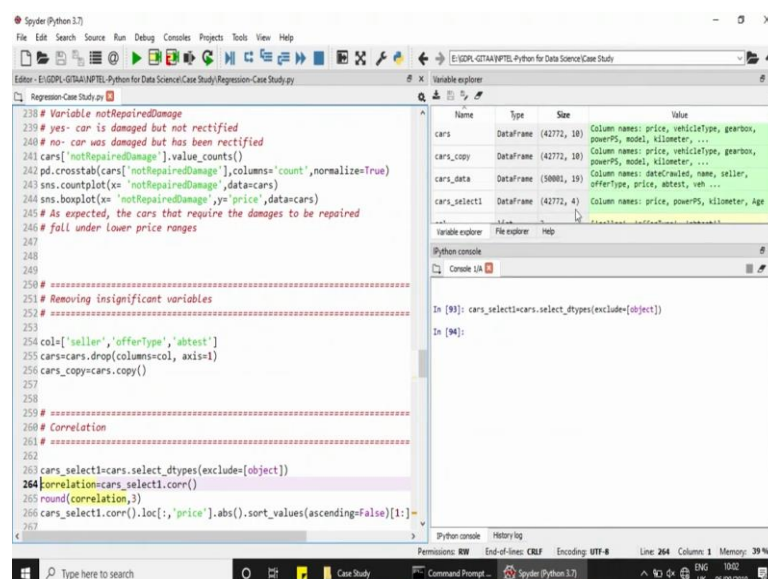 Spyder (Python 3.7)
File Edit Search Source Run Debug Consoles Projects Tools View Help
E:\GDPL-GITAA\NPTEL-Python for Data Science\Case Study
Editor - E:\GDPL-GITAA\NPTEL-Python for Data Science\Case Study\Regression-Case Study.py
Regression-Case Study.py
238 # Variable notRepairedDamage
239 # yes- car is damaged but not rectified
240 # no- car was damaged but has been rectified
241 cars['notRepairedDamage'].value_counts()
242 pd.crosstab(cars['notRepairedDamage'],columns='count',normalize=True)
243 sns.countplot(x= 'notRepairedDamage',data=cars)
244 sns.boxplot(x= 'notRepairedDamage',y='price',data=cars)
245 # As expected, the cars that require the damages to be repaired
246 # fall under lower price ranges
247
248
249
250 # =============================================================
251 # Removing insignificant variables
252 # =============================================================
253
254 col=['seller','offerType','abtest']
255 cars=cars.drop(columns=col, axis=1)
256 cars_copy=cars.copy()
257
258
259 # =============================================================
260 # Correlation
261 # =============================================================
262
263 cars_select1=cars.select_dtypes(exclude=[object])
264 correlation=cars_select1.corr()
265 round(correlation,3)
266 cars_select1.corr().loc[:,'price'].abs().sort_values(ascending=False)[1:]
267
Variable explorer
Name Type Size Value
cars DataFrame (42772, 10) Column names: price, vehicleType, gearbox,
powerPS, model, kilometer, ...
cars_copy DataFrame (42772, 10) Column names: price, vehicleType, gearbox,
powerPS, model, kilometer, ...
cars_data DataFrame (50001, 19) Column names: dateCrawled, name, seller,
offerType, price, abtest, veh ...
cars_select1 DataFrame (42772, 4) Column names: price, powerPS, kilometer, Age
Variable explorer File explorer Help
IPython console
Console 1/A
In [93]: cars_select1=cars.select_dtypes(exclude=[object])
In [94]:
IPython console History log
Permissions: RW End-of-lines: CRLF Encoding: UTF-8 Line: 264 Column: 1 Memory: 39 %
Type here to search
Case Study
Command Prompt ...
Spyder (Python 3.7)
ENG
10:02